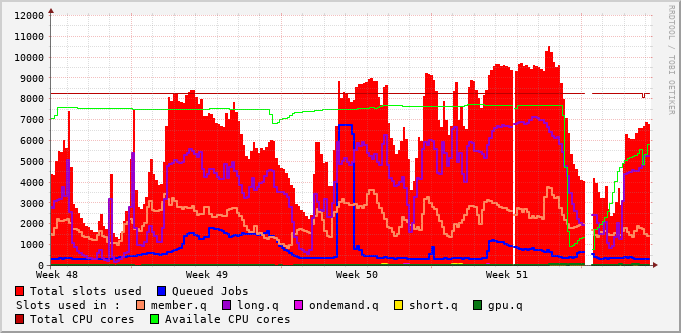 12000
11000
10000
9000
8000
7000
6000
5000
4000
3000
2000
1000
0
Week 48 Week 49 Week 50 Week 51
RRDTOOL / TOBI OETIKER
Total slots used Queued Jobs
Slots used in : member.q long.q ondemand.q short.q gpu.q
Total CPU cores Availale CPU cores